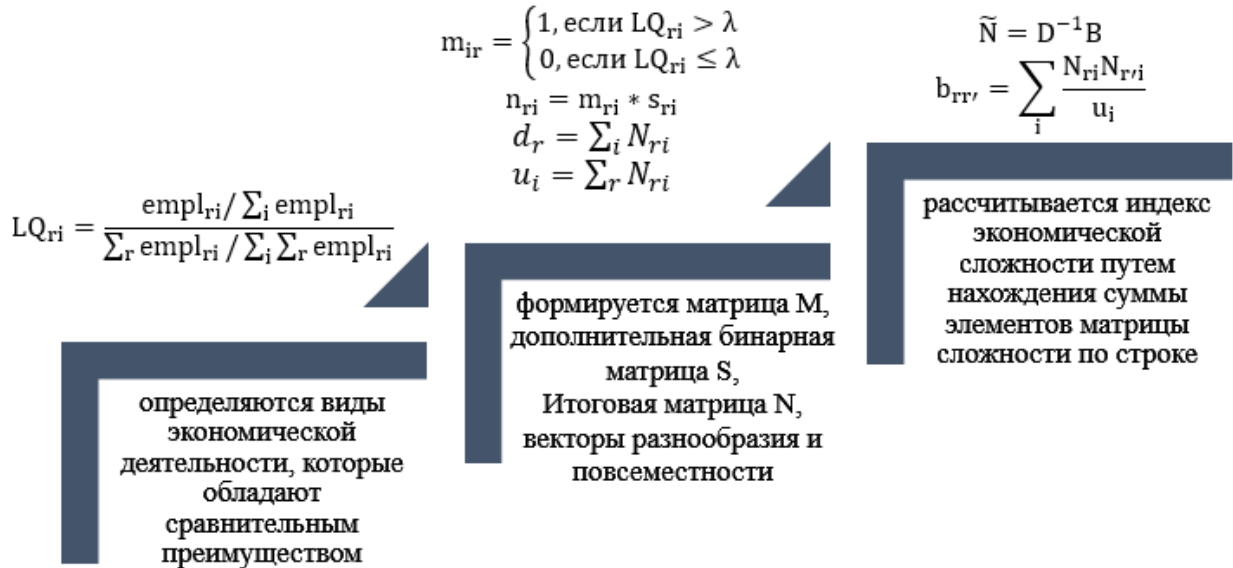 LQ_ri = (empl_ri / ∑_i empl_ri) / (∑_r empl_ri / ∑_i ∑_r empl_ri)
определяются виды
экономической
деятельности, которые
обладают
сравнительным
преимуществом
m_ir = {1, если LQ_ri > λ
0, если LQ_ri ≤ λ
n_ri = m_ri * s_ri
d_r = ∑_i N_ri
u_i = ∑_r N_ri
формируется матрица M,
дополнительная бинарная
матрица S,
Итоговая матрица N,
векторы разнообразия и
повсеместности
Ñ = D⁻¹B
b_rr′ = ∑_i N_ri N_r′i / u_i
рассчитывается индекс
экономической
сложности путем
нахождения суммы
элементов матрицы
сложности по строке